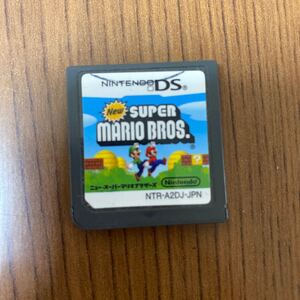 NINTENDO DS
New SUPER
MARIO BROS.
ニュー・スーパーマリオブラザーズ
Nintendo
NTR-A2DJ-JPN